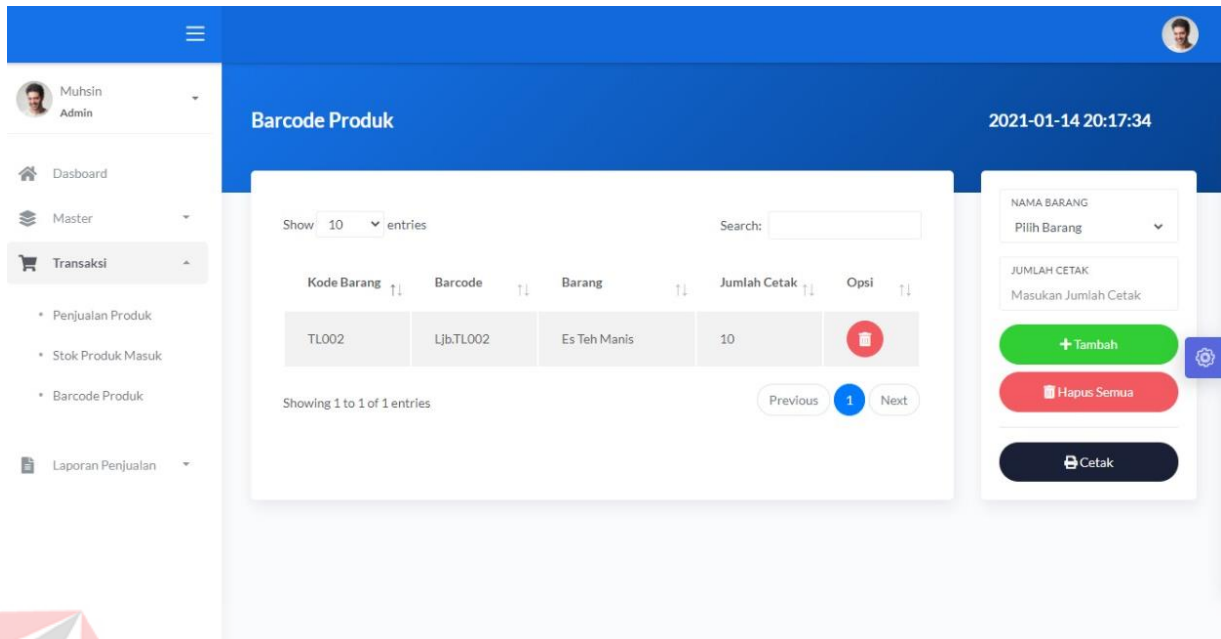 Muhsin
Admin
Dasboard
Master
Transaksi
Penjualan Produk
Stok Produk Masuk
Barcode Produk
Laporan Penjualan
Barcode Produk
2021-01-14 20:17:34
Show 10 entries
Search:
Kode Barang Barcode Barang Jumlah Cetak Opsi
TL002 Ljb.TL002 Es Teh Manis 10
Showing 1 to 1 of 1 entries
Previous 1 Next
NAMA BARANG
Pilih Barang
JUMLAH CETAK
Masukan Jumlah Cetak
+Tambah
Hapus Semua
Cetak